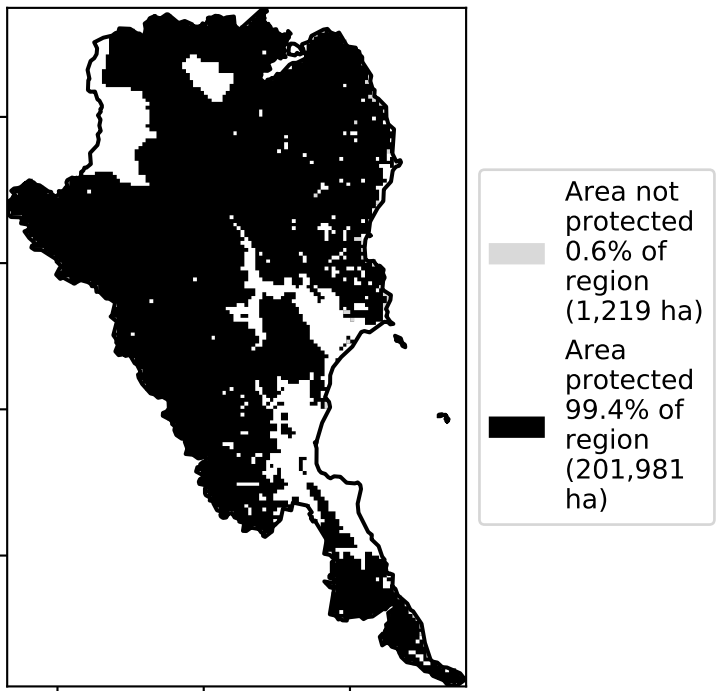 Area not
protected
0.6% of
region
(1,219 ha)
Area
protected
99.4% of
region
(201,981
ha)